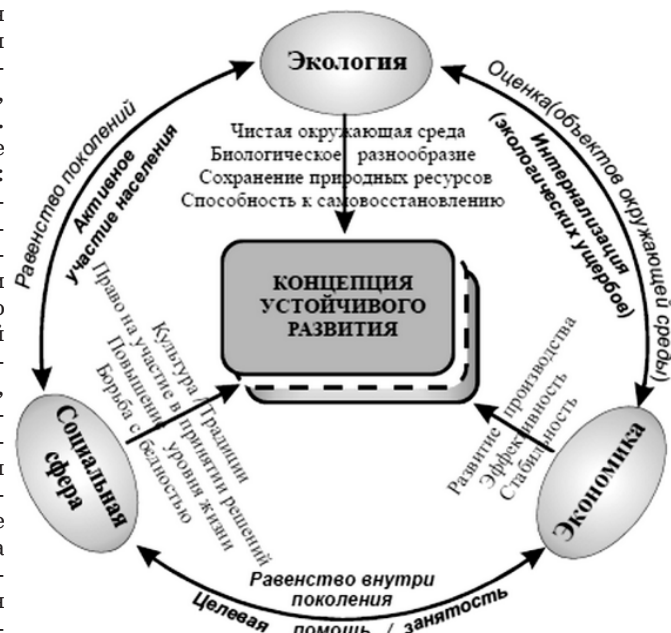 Экология
Чистая окружающая среда
Биологическое разнообразие
Сохранение природных ресурсов
Способность к самовосстановлению
Равенство поколений
Активное
участие населения
Оценка(объектов окружающей среды)
Интернализация
(экологических ущербов)
КОНЦЕПЦИЯ
УСТОЙЧИВОГО
РАЗВИТИЯ
Культура / Традиции
Право на участие в принятии решений
Повышение уровня жизни
Борьба с бедностью
Развитие производства
Эффективность
Стабильность
Социальная
сфера
Экономика
Равенство внутри
поколения
Целевая помощь / занятость